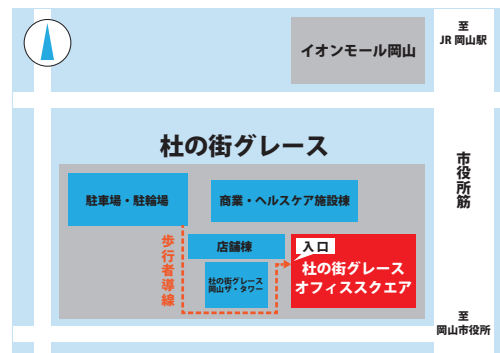 至
JR 岡山駅
イオンモール岡山
杜の街グレース
市役所筋
駐車場・駐輪場
商業・ヘルスケア施設棟
歩行者導線
店舗棟
入口
杜の街グレース
オフィススクエア
杜の街グレース
岡山ザ・タワー
至
岡山市役所